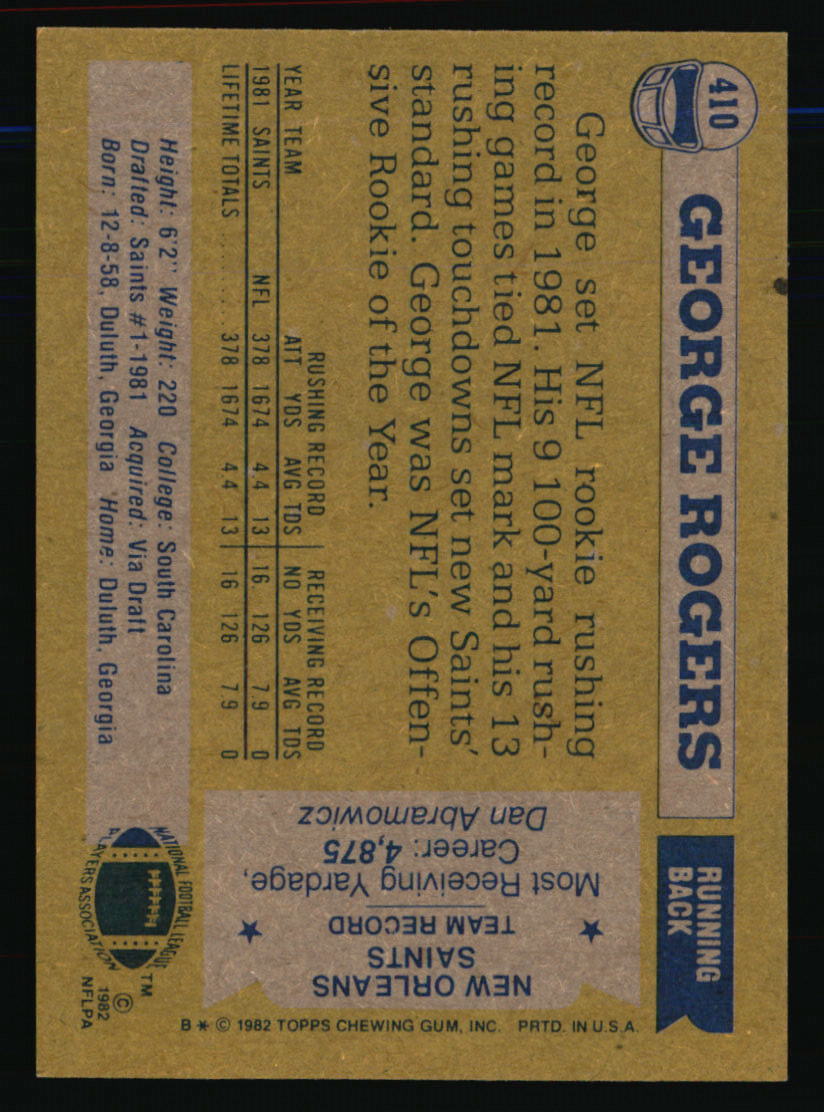 410
GEORGE ROGERS
RUNNING
BACK
George set NFL rookie rushing
record in 1981. His 9 100-yard rush-
ing games tied NFL mark and his 13
rushing touchdowns set new Saints'
standard. George was NFL's Offen-
sive Rookie of the Year.
RUSHING RECORD RECEIVING RECORD
YEAR TEAM ATT YDS AVG TDS NO YDS AVG TDS
1981 SAINTS NFL 378 1674 4.4 13 16 126 7.9 0
LIFETIME TOTALS ........ 378 1674 4.4 13 16 126 7.9 0
Height: 6'2" Weight: 220 College: South Carolina
Drafted: Saints #1-1981 Acquired: Via Draft
Born: 12-8-58, Duluth, Georgia Home: Duluth, Georgia
NEW ORLEANS
SAINTS
TEAM RECORD
Most Receiving Yardage,
Career: 4,875
Dan Abramowicz
NATIONAL FOOTBALL LEAGUE
PLAYERS ASSOCIATION
TM
© 1982
NFLPA
B * © 1982 TOPPS CHEWING GUM, INC. PRTD. IN U.S.A.